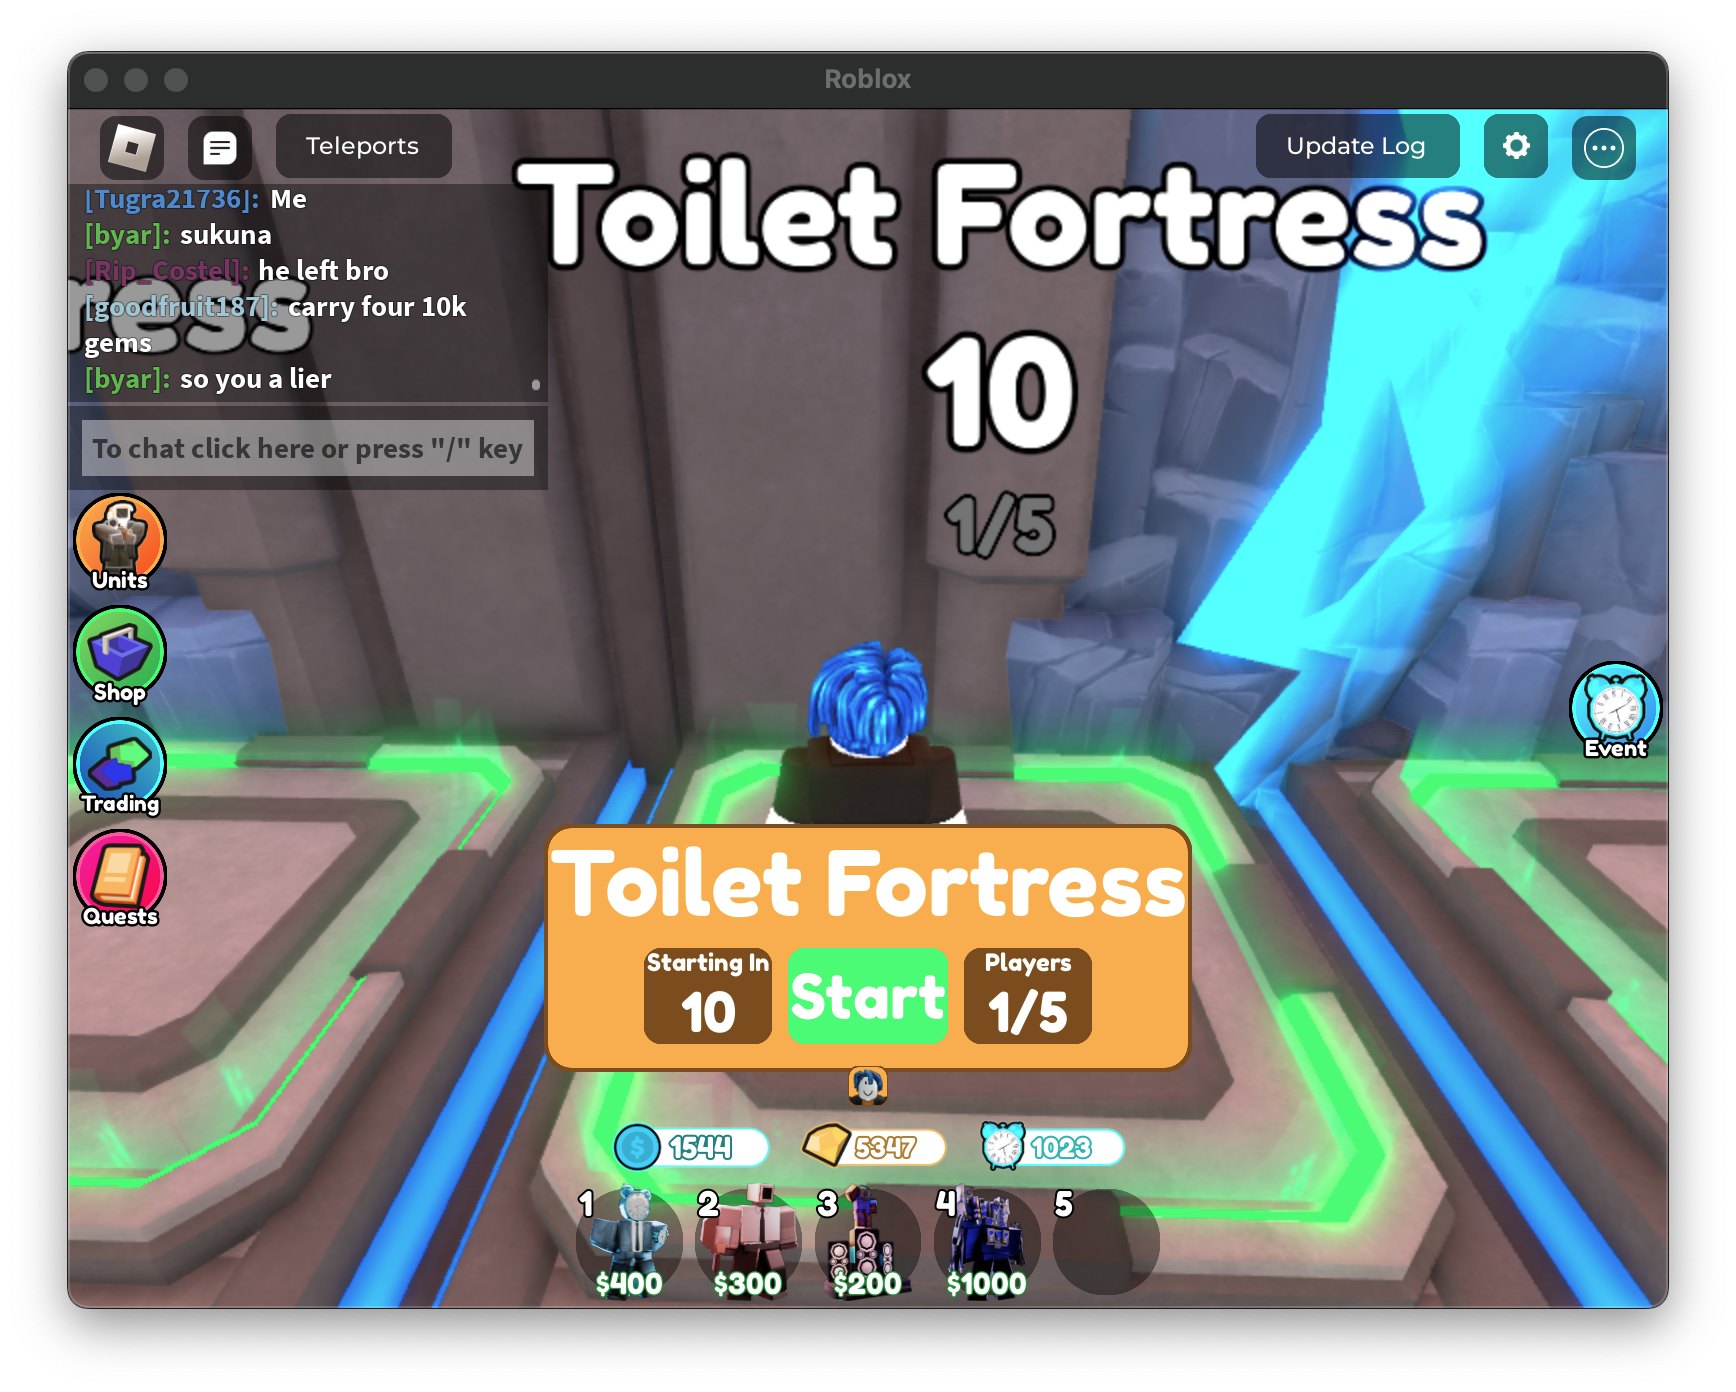 Roblox
Teleports
Update Log
[Tugra21736]: Me
[byar]: sukuna
[Rip_Costel]: he left bro
[goodfruit187]: carry four 10k
gems
[byar]: so you a lier
To chat click here or press "/" key
Toilet Fortress
10
1/5
ress
Units
Shop
Trading
Quests
Event
Toilet Fortress
Starting In
10
Start
Players
1/5
1544
5347
1023
1
$400
2
$300
3
$200
4
$1000
5